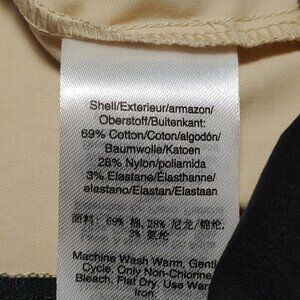 Shell/Exterieur/armazon/
Oberstoff/Buitenkant:
69% Cotton/Coton/algodón/
Baumwolle/Katoen
28% Nylon/poliamida
3% Elastane/Élasthanne/
elastano/Elastan/Elastaan
面料: 69% 棉, 28% 尼龙/锦纶,
3% 氨纶
Machine Wash Warm, Gentl
Cycle. Only Non-Chlorine
Bleach. Flat Dry. Use War
Iron.